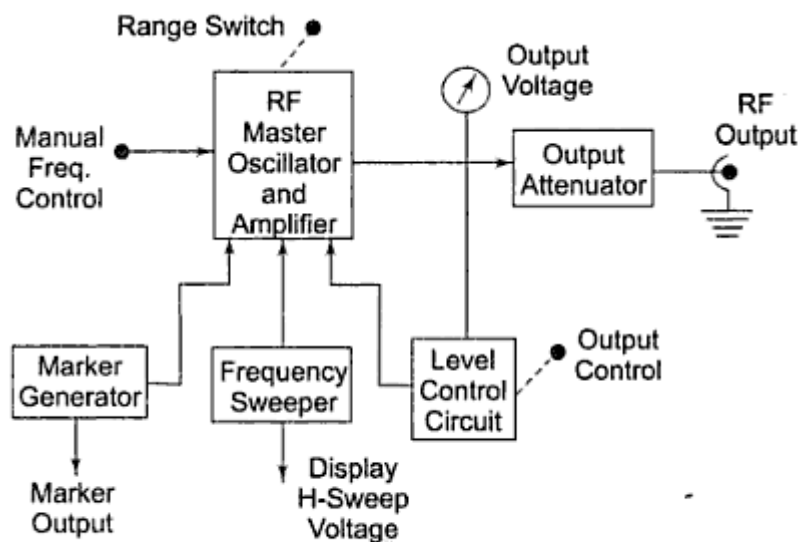 Range Switch
RF
Master
Oscillator
and
Amplifier
Manual
Freq.
Control
Output
Voltage
Output
Attenuator
RF
Output
Marker
Generator
Frequency
Sweeper
Level
Control
Circuit
Output
Control
Marker
Output
Display
H-Sweep
Voltage